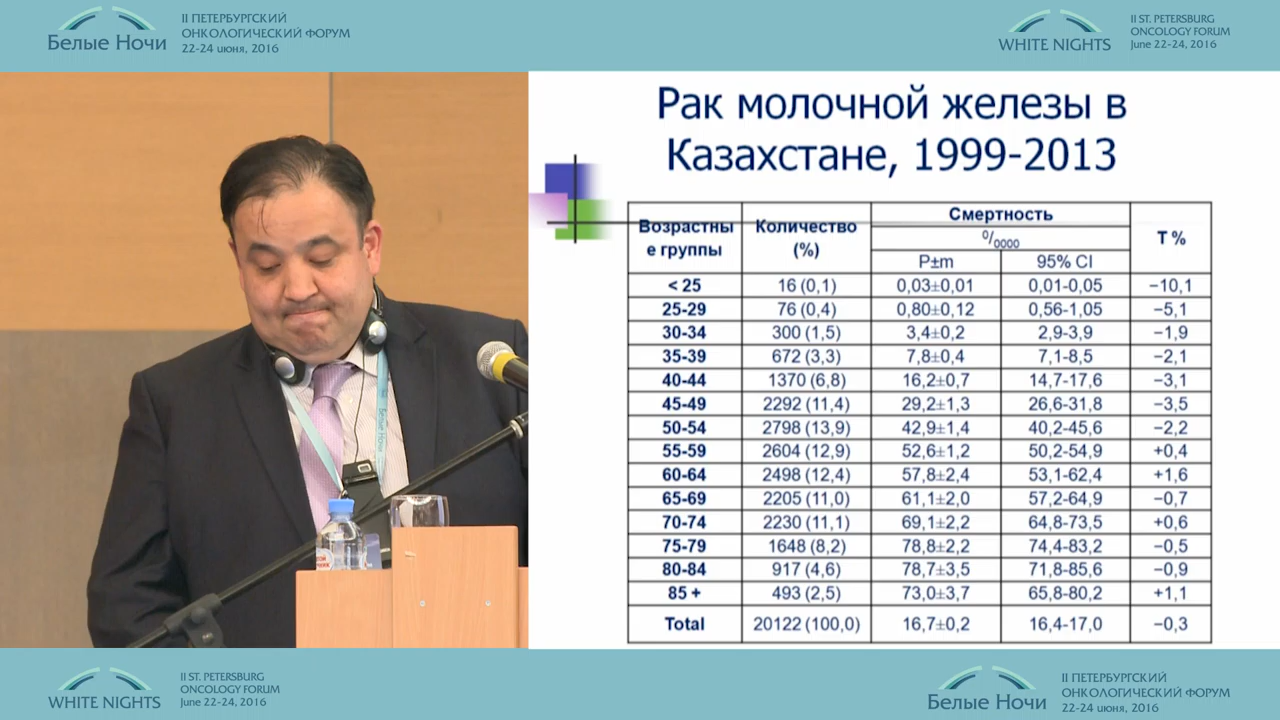 Белые Ночи
II ПЕТЕРБУРГСКИЙ
ОНКОЛОГИЧЕСКИЙ ФОРУМ
22-24 июня, 2016
WHITE NIGHTS
II ST. PETERSBURG
ONCOLOGY FORUM
June 22-24, 2016
Рак молочной железы в
Казахстане, 1999-2013
Возрастны
е группы
Количество
(%)
Смертность
0/0000
P±m
95% CI
T %
< 25 16 (0,1) 0,03±0,01 0,01-0,05 −10,1
25-29 76 (0,4) 0,80±0,12 0,56-1,05 −5,1
30-34 300 (1,5) 3,4±0,2 2,9-3,9 −1,9
35-39 672 (3,3) 7,8±0,4 7,1-8,5 −2,1
40-44 1370 (6,8) 16,2±0,7 14,7-17,6 −3,1
45-49 2292 (11,4) 29,2±1,3 26,6-31,8 −3,5
50-54 2798 (13,9) 42,9±1,4 40,2-45,6 −2,2
55-59 2604 (12,9) 52,6±1,2 50,2-54,9 +0,4
60-64 2498 (12,4) 57,8±2,4 53,1-62,4 +1,6
65-69 2205 (11,0) 61,1±2,0 57,2-64,9 −0,7
70-74 2230 (11,1) 69,1±2,2 64,8-73,5 +0,6
75-79 1648 (8,2) 78,8±2,2 74,4-83,2 −0,5
80-84 917 (4,6) 78,7±3,5 71,8-85,6 −0,9
85 + 493 (2,5) 73,0±3,7 65,8-80,2 +1,1
Total 20122 (100,0) 16,7±0,2 16,4-17,0 −0,3
Белые Ночи
WHITE NIGHTS
II ST. PETERSBURG
ONCOLOGY FORUM
June 22-24, 2016
Белые Ночи
II ПЕТЕРБУРГСКИЙ
ОНКОЛОГИЧЕСКИЙ ФОРУМ
22-24 июня, 2016